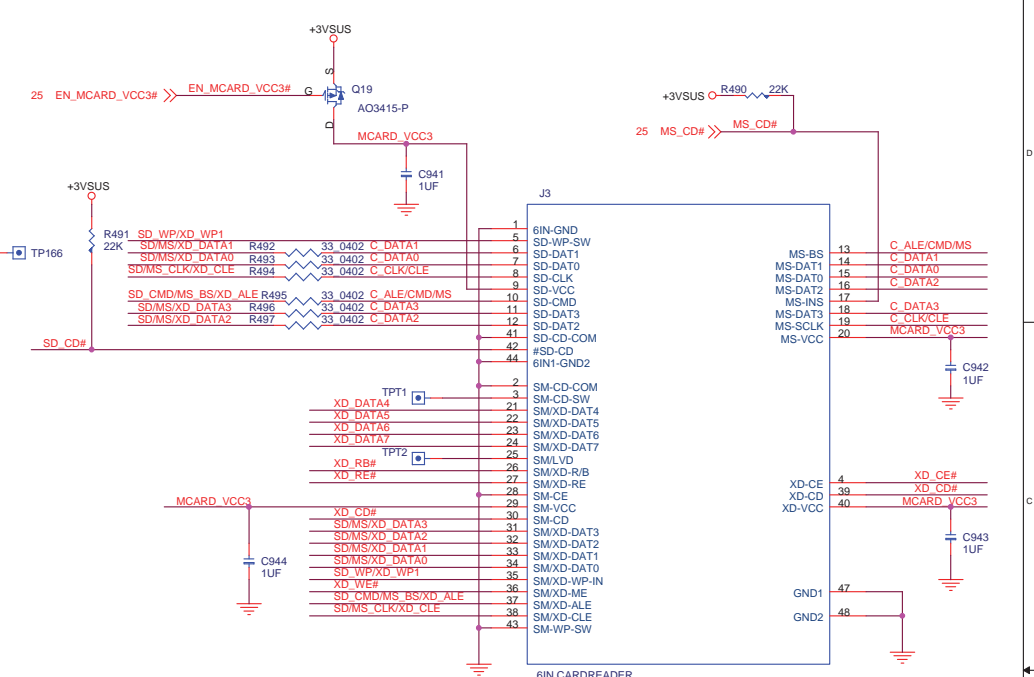 +3VSUS
S
25 EN_MCARD_VCC3# EN_MCARD_VCC3# G Q19
AO3415-P
D
MCARD_VCC3
C941
1UF
+3VSUS R490 22K
25 MS_CD# MS_CD#
D
+3VSUS
R491
22K
TP166
J3
SD_WP/XD_WP1
SD/MS/XD_DATA1 R492 33_0402 C_DATA1
SD/MS/XD_DATA0 R493 33_0402 C_DATA0
SD/MS_CLK/XD_CLE R494 33_0402 C_CLK/CLE
SD_CMD/MS_BS/XD_ALE R495 33_0402 C_ALE/CMD/MS
SD/MS/XD_DATA3 R496 33_0402 C_DATA3
SD/MS/XD_DATA2 R497 33_0402 C_DATA2
SD_CD#
1 6IN-GND
5 SD-WP-SW
6 SD-DAT1
7 SD-DAT0
8 SD-CLK
9 SD-VCC
10 SD-CMD
11 SD-DAT3
12 SD-DAT2
41 SD-CD-COM
42 #SD-CD
44 6IN1-GND2
MS-BS 13 C_ALE/CMD/MS
MS-DAT1 14 C_DATA1
MS-DAT0 15 C_DATA0
MS-DAT2 16 C_DATA2
MS-INS 17
MS-DAT3 18 C_DATA3
MS-SCLK 19 C_CLK/CLE
MS-VCC 20 MCARD_VCC3
C942
1UF
2 SM-CD-COM
TPT1 3 SM-CD-SW
XD_DATA4 21 SM/XD-DAT4
XD_DATA5 22 SM/XD-DAT5
XD_DATA6 23 SM/XD-DAT6
XD_DATA7 24 SM/XD-DAT7
TPT2 25 SM/LVD
XD_RB# 26 SM/XD-R/B
XD_RE# 27 SM/XD-RE
28 SM-CE
MCARD_VCC3 29 SM-VCC
XD_CD# 30 SM-CD
SD/MS/XD_DATA3 31 SM/XD-DAT3
SD/MS/XD_DATA2 32 SM/XD-DAT2
SD/MS/XD_DATA1 33 SM/XD-DAT1
SD/MS/XD_DATA0 34 SM/XD-DAT0
SD_WP/XD_WP1 35 SM/XD-WP-IN
XD_WE# 36 SM/XD-ME
SD_CMD/MS_BS/XD_ALE 37 SM/XD-ALE
SD/MS_CLK/XD_CLE 38 SM/XD-CLE
43 SM-WP-SW
C944
1UF
XD-CE 4 XD_CE#
XD-CD 39 XD_CD#
XD-VCC 40 MCARD_VCC3
C
C943
1UF
GND1 47
GND2 48
6IN CARDREADER